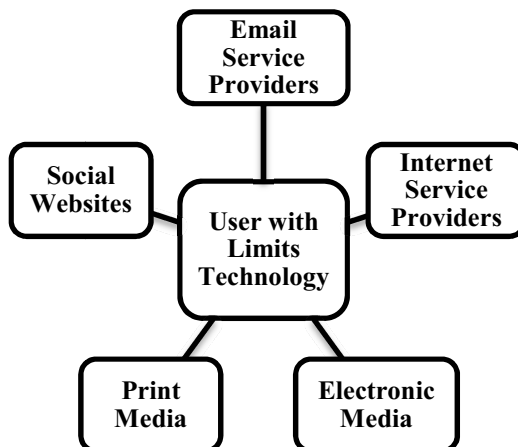 Email
Service
Providers
Social
Websites
Internet
Service
Providers
User with
Limits
Technology
Print
Media
Electronic
Media